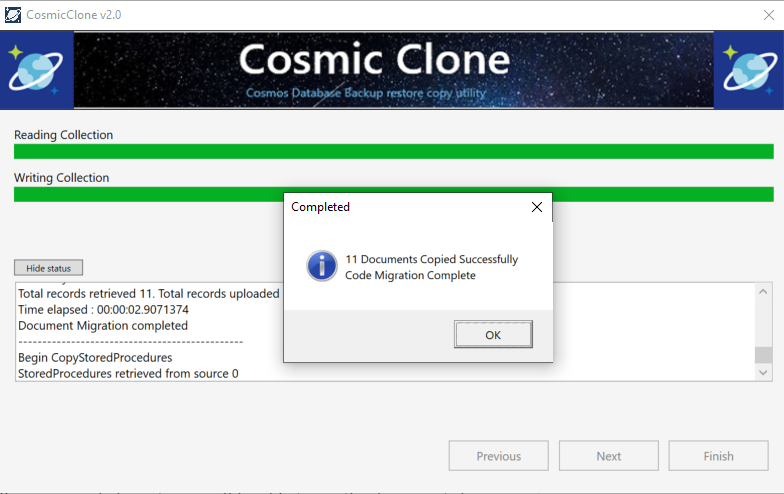 CosmicClone v2.0
Cosmic Clone
Cosmos Database Backup restore copy utility
Reading Collection
Writing Collection
Completed
11 Documents Copied Successfully
Code Migration Complete
OK
Hide status
Total records retrieved 11. Total records uploaded
Time elapsed : 00:00:02.9071374
Document Migration completed
------------------------------------------------
Begin CopyStoredProcedures
StoredProcedures retrieved from source 0
Previous
Next
Finish